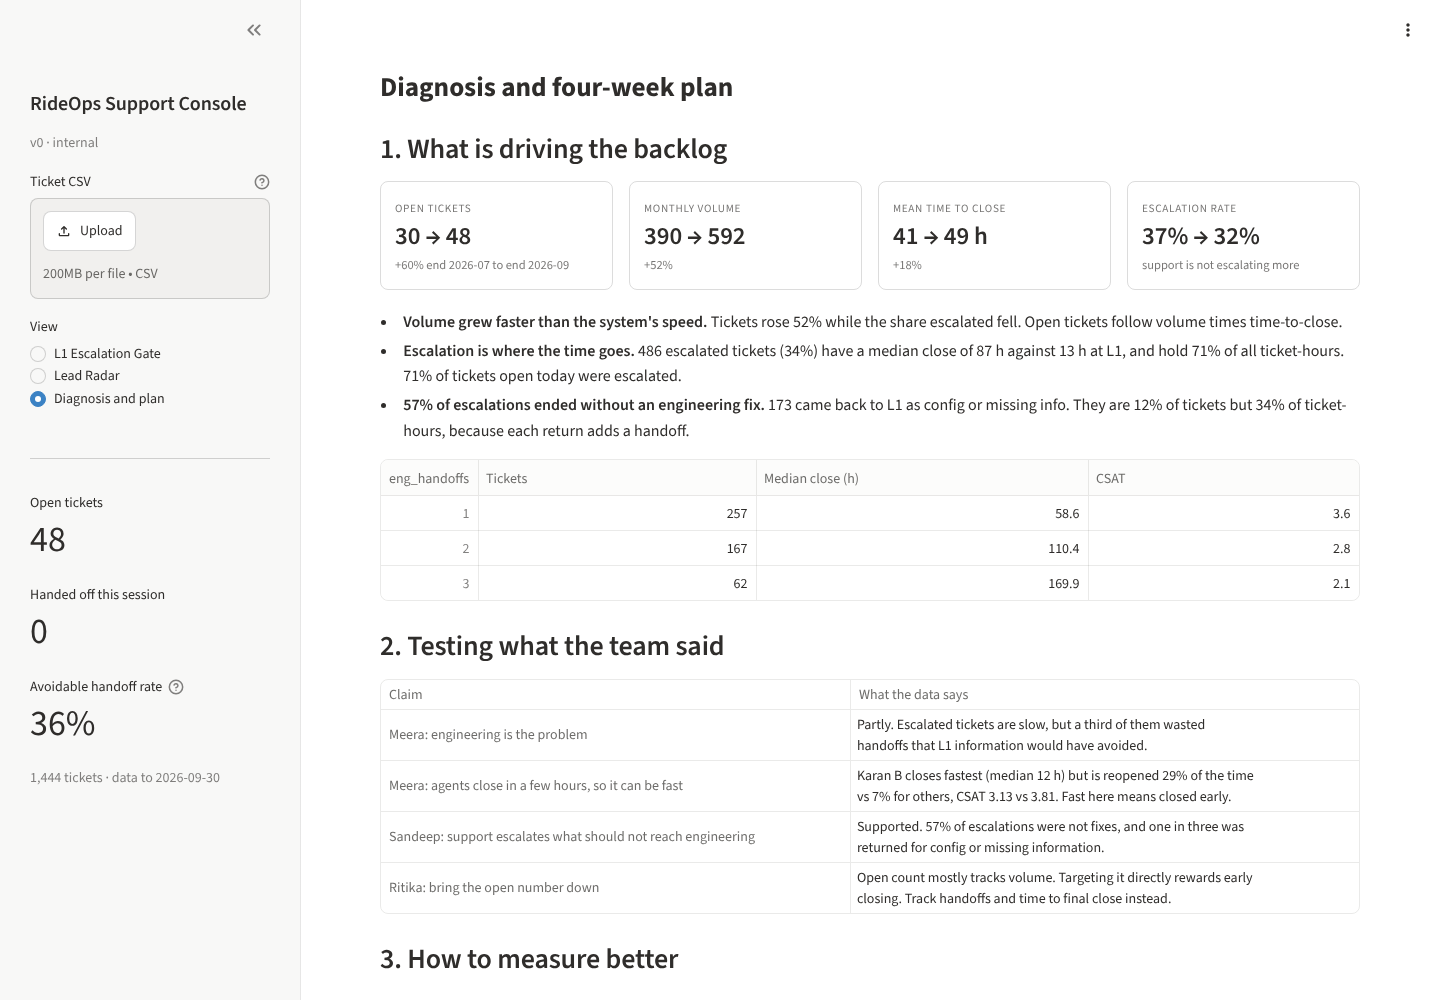 RideOps Support Console
v0 · internal
Ticket CSV
Upload
200MB per file • CSV
View
L1 Escalation Gate
Lead Radar
Diagnosis and plan
Open tickets
48
Handed off this session
0
Avoidable handoff rate
36%
1,444 tickets · data to 2026-09-30
Diagnosis and four-week plan
1. What is driving the backlog
OPEN TICKETS
30 → 48
+60% end 2026-07 to end 2026-09
MONTHLY VOLUME
390 → 592
+52%
MEAN TIME TO CLOSE
41 → 49 h
+18%
ESCALATION RATE
37% → 32%
support is not escalating more
• Volume grew faster than the system's speed. Tickets rose 52% while the share escalated fell. Open tickets follow volume times time-to-close.
• Escalation is where the time goes. 486 escalated tickets (34%) have a median close of 87 h against 13 h at L1, and hold 71% of all ticket-hours.
71% of tickets open today were escalated.
• 57% of escalations ended without an engineering fix. 173 came back to L1 as config or missing info. They are 12% of tickets but 34% of ticket-
hours, because each return adds a handoff.
eng_handoffs Tickets Median close (h) CSAT
1 257 58.6 3.6
2 167 110.4 2.8
3 62 169.9 2.1
2. Testing what the team said
Claim What the data says
Meera: engineering is the problem
Partly. Escalated tickets are slow, but a third of them wasted
handoffs that L1 information would have avoided.
Meera: agents close in a few hours, so it can be fast
Karan B closes fastest (median 12 h) but is reopened 29% of the time
vs 7% for others, CSAT 3.13 vs 3.81. Fast here means closed early.
Sandeep: support escalates what should not reach engineering
Supported. 57% of escalations were not fixes, and one in three was
returned for config or missing information.
Ritika: bring the open number down
Open count mostly tracks volume. Targeting it directly rewards early
closing. Track handoffs and time to final close instead.
3. How to measure better